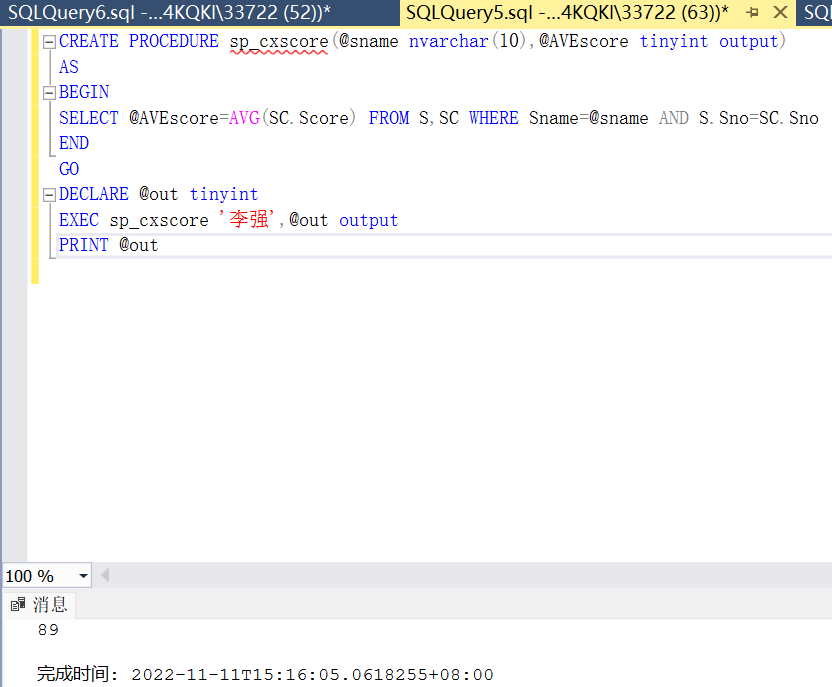 SQLQuery6.sql -...4KQKI\33722 (52))* SQLQuery5.sql -...4KQKI\33722 (63))* SQL
CREATE PROCEDURE sp_cxscore(@sname nvarchar(10),@AVEscore tinyint output)
AS
BEGIN
SELECT @AVEscore=AVG(SC.Score) FROM S,SC WHERE Sname=@sname AND S.Sno=SC.Sno
END
GO
DECLARE @out tinyint
EXEC sp_cxscore '李强',@out output
PRINT @out
100 %
消息
89
完成时间: 2022-11-11T15:16:05.0618255+08:00